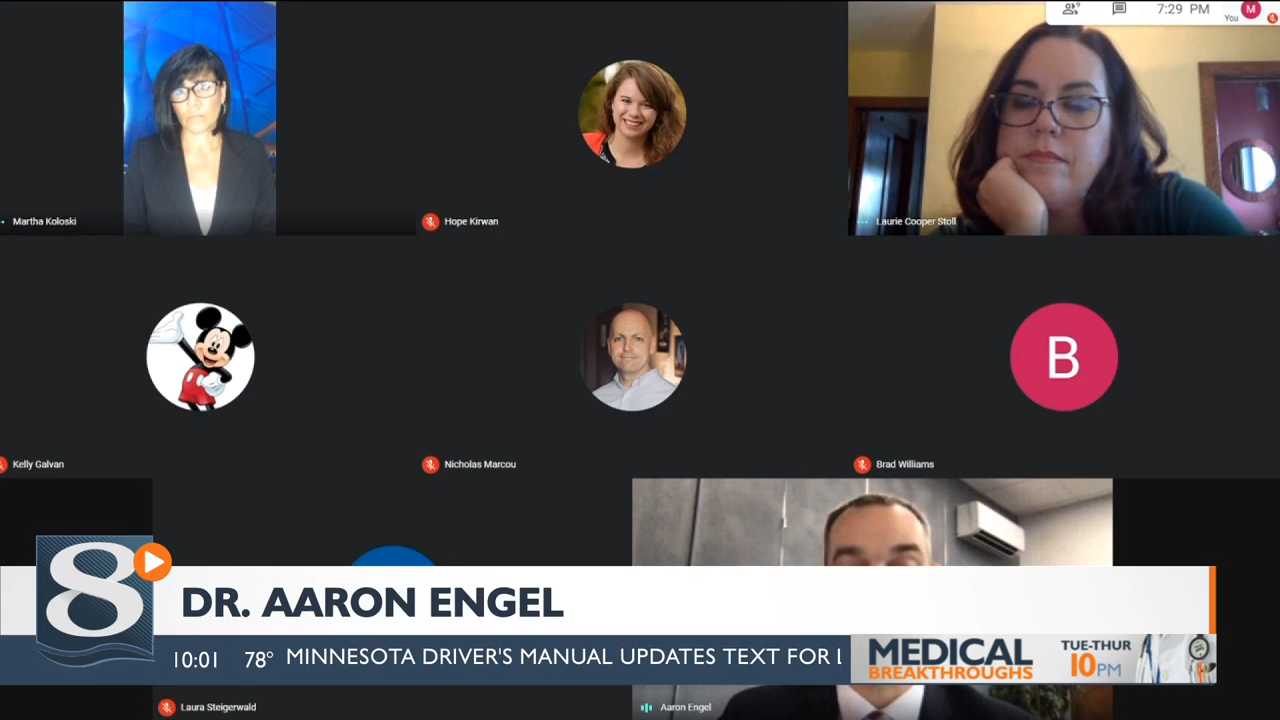 7:29 PM
You
M
Martha Koloski
Hope Kirwan
Laurie Cooper Stoll
B
Kelly Galvan
Nicholas Marcou
Brad Williams
8
DR. AARON ENGEL
10:01 78° MINNESOTA DRIVER'S MANUAL UPDATES TEXT FOR
MEDICAL
BREAKTHROUGHS
TUE-THUR
10PM
Laura Steigerwald
Aaron Engel